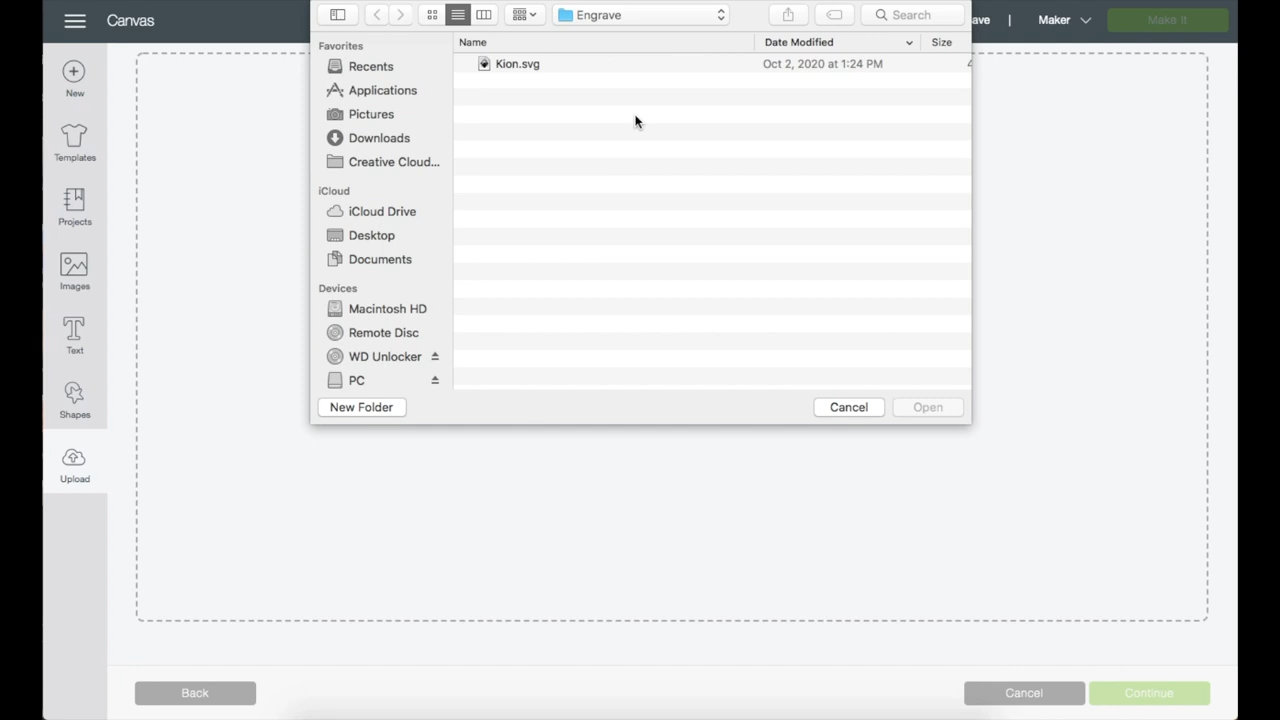 Canvas
Engrave
Search
ave | Maker
Make It
New
Templates
Projects
Images
Text
Shapes
Upload
Favorites
Recents
Applications
Pictures
Downloads
Creative Cloud...
iCloud
iCloud Drive
Desktop
Documents
Devices
Macintosh HD
Remote Disc
WD Unlocker
PC
Name Date Modified Size
Kion.svg Oct 2, 2020 at 1:24 PM 4
New Folder
Cancel
Open
Back
Cancel
Continue